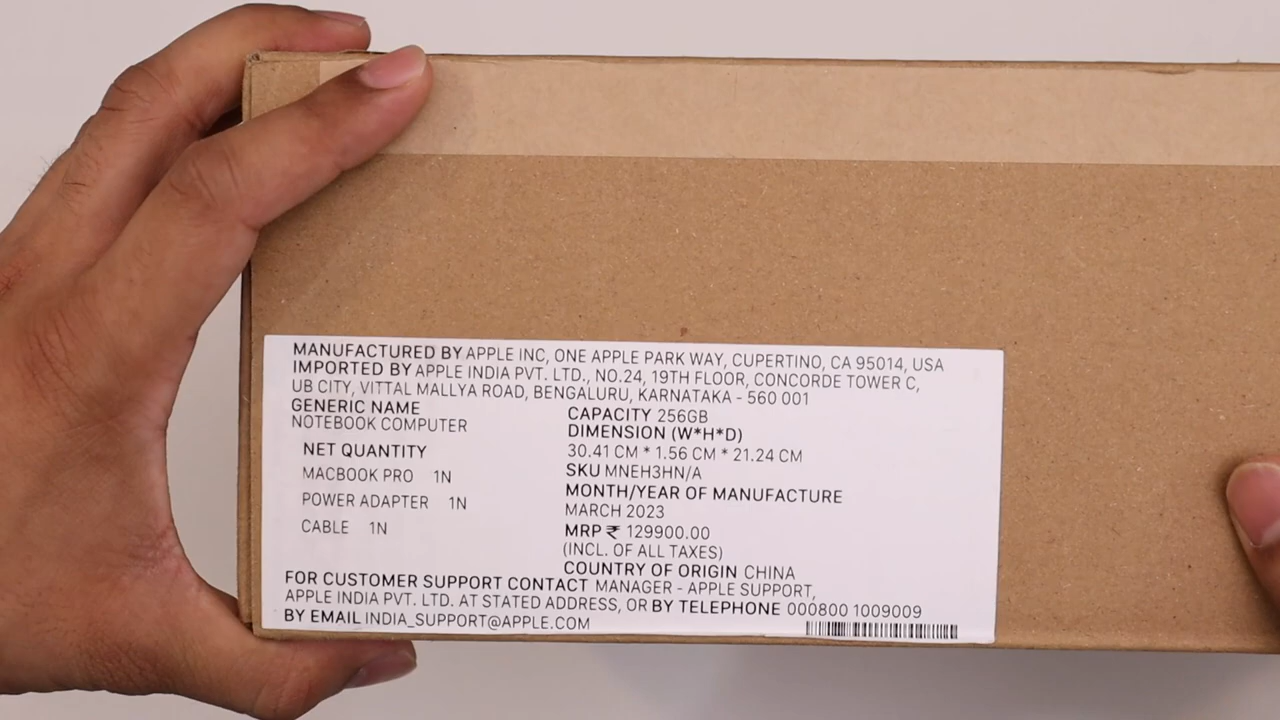 MANUFACTURED BY APPLE INC, ONE APPLE PARK WAY, CUPERTINO, CA 95014, USA
IMPORTED BY APPLE INDIA PVT. LTD., NO.24, 19TH FLOOR, CONCORDE TOWER C,
UB CITY, VITTAL MALLYA ROAD, BENGALURU, KARNATAKA - 560 001
GENERIC NAME
NOTEBOOK COMPUTER
NET QUANTITY
MACBOOK PRO 1N
POWER ADAPTER 1N
CABLE 1N
CAPACITY 256GB
DIMENSION (W*H*D)
30.41 CM * 1.56 CM * 21.24 CM
SKU MNEH3HN/A
MONTH/YEAR OF MANUFACTURE
MARCH 2023
MRP ₹ 129900.00
(INCL. OF ALL TAXES)
COUNTRY OF ORIGIN CHINA
FOR CUSTOMER SUPPORT CONTACT MANAGER - APPLE SUPPORT,
APPLE INDIA PVT. LTD. AT STATED ADDRESS, OR BY TELEPHONE 000800 1009009
BY EMAIL INDIA_SUPPORT@APPLE.COM